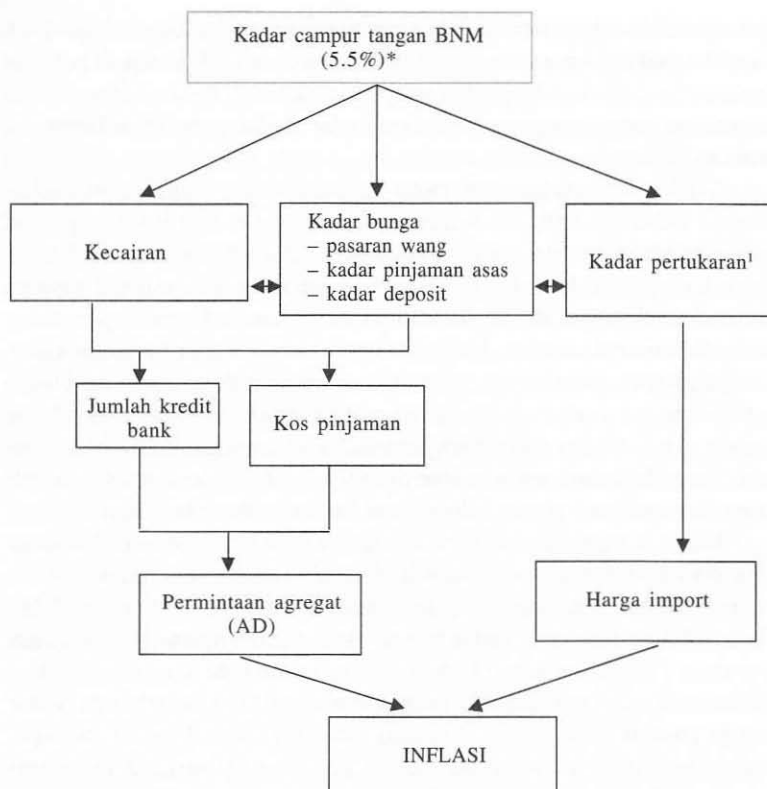 Kadar campur tangan BNM
(5.5%)*
Kecairan
Kadar bunga
– pasaran wang
– kadar pinjaman asas
– kadar deposit
Kadar pertukaran¹
Jumlah kredit
bank
Kos pinjaman
Permintaan agregat
(AD)
Harga import
INFLASI